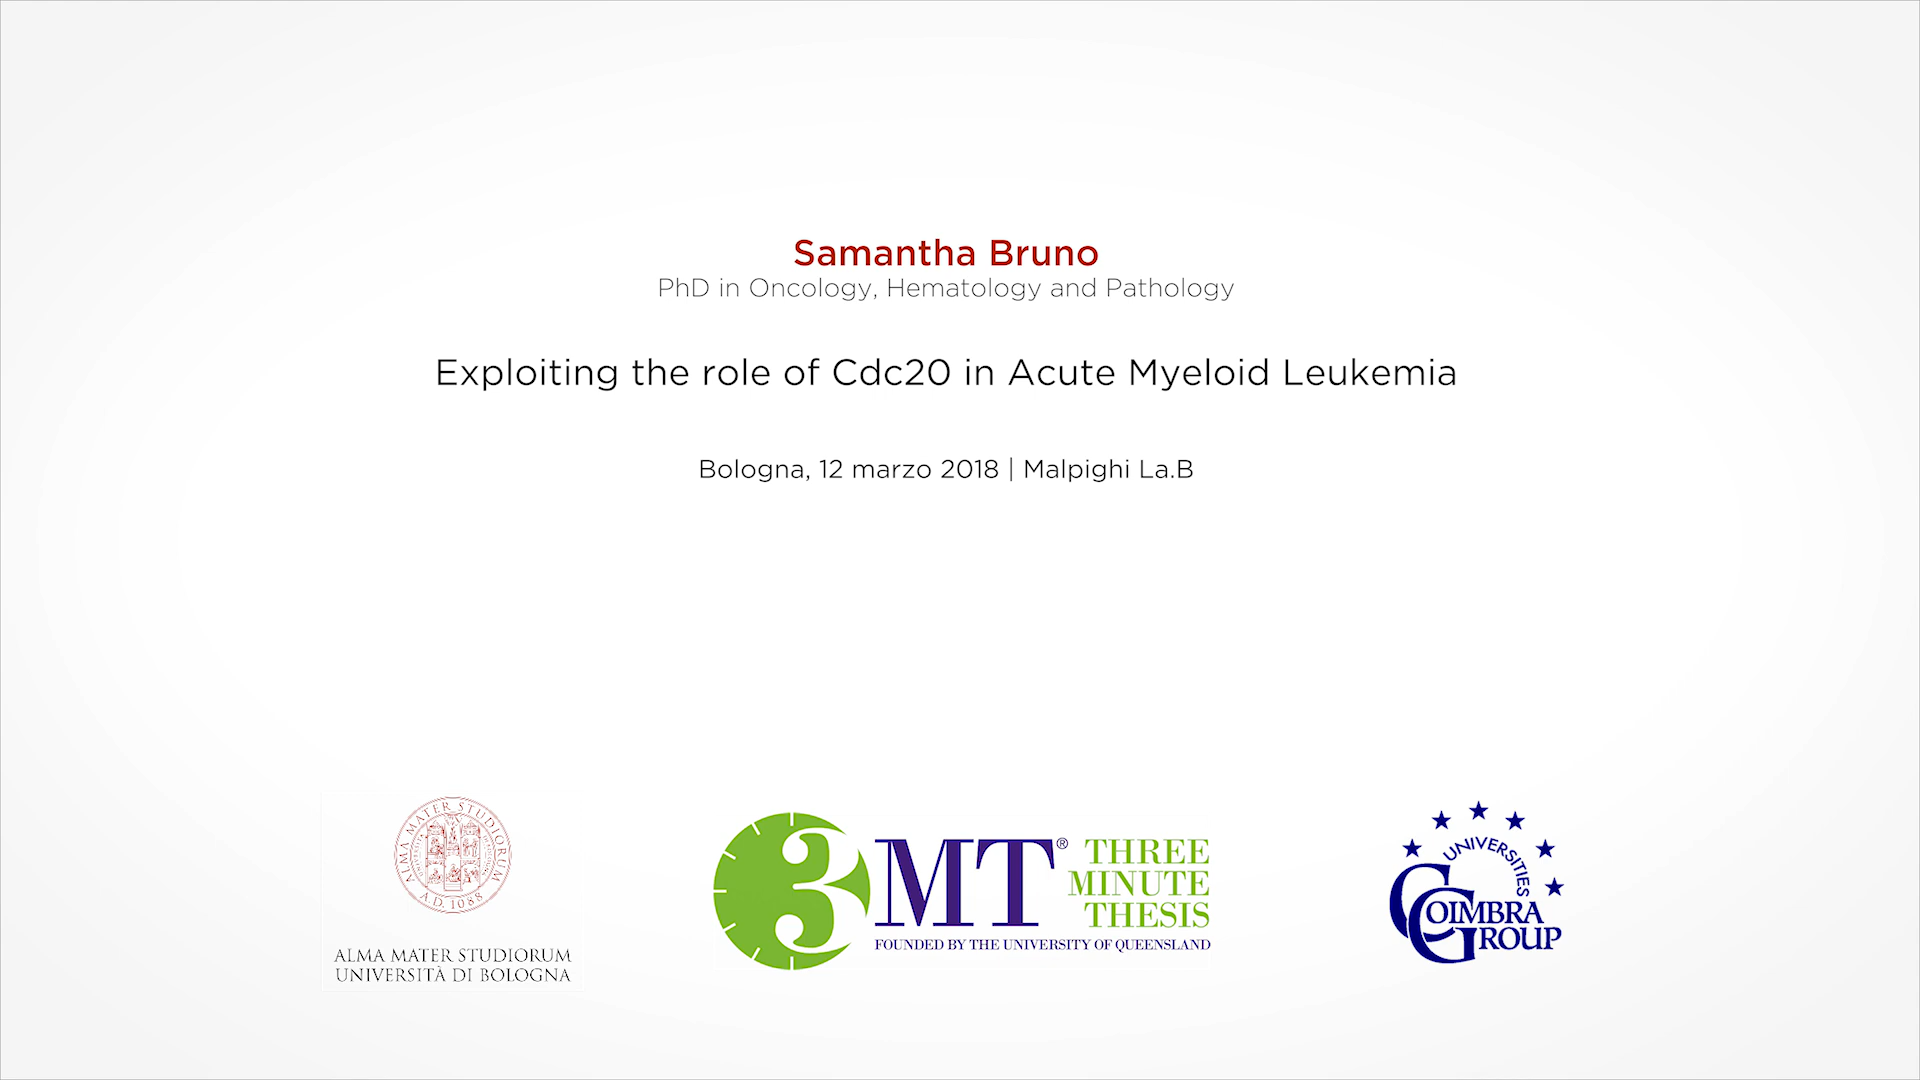 Samantha Bruno
PhD in Oncology, Hematology and Pathology
Exploiting the role of Cdc20 in Acute Myeloid Leukemia
Bologna, 12 marzo 2018 | Malpighi La.B
ALMA MATER STUDIORUM
A.D. 1088
ALMA MATER STUDIORUM
UNIVERSITÀ DI BOLOGNA
3MT® THREE
MINUTE
THESIS
FOUNDED BY THE UNIVERSITY OF QUEENSLAND
UNIVERSITIES
COIMBRA
GROUP